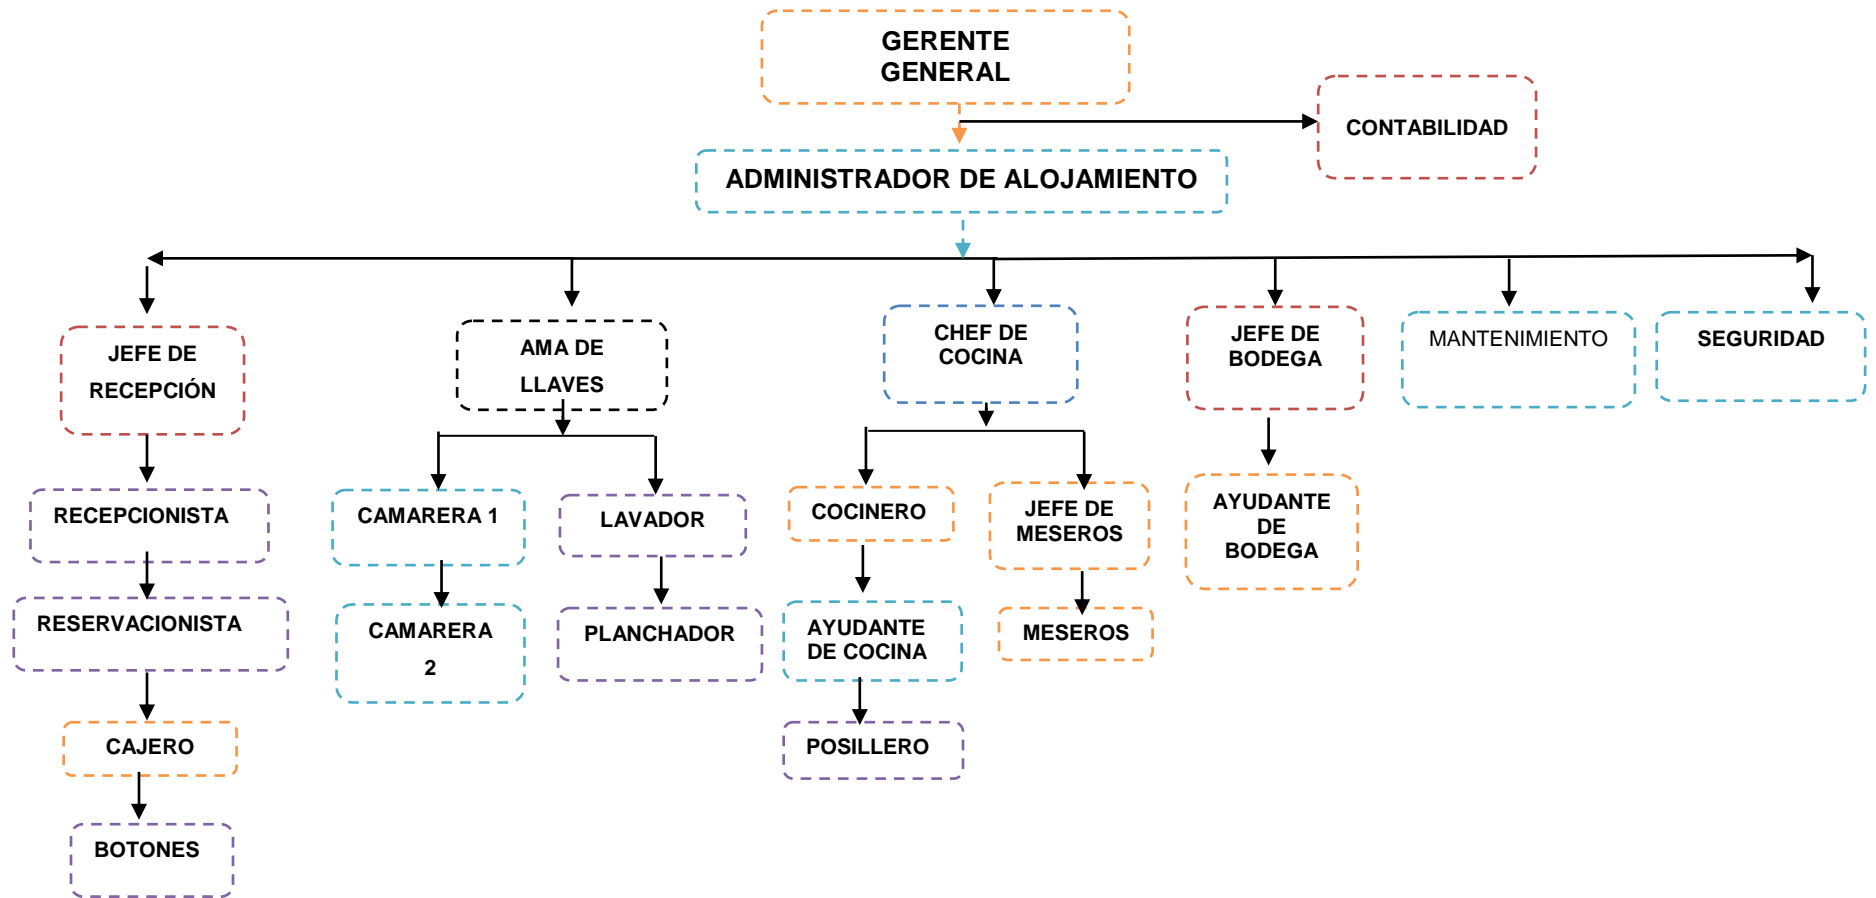 GERENTE
GENERAL
CONTABILIDAD
ADMINISTRADOR DE ALOJAMIENTO
JEFE DE
RECEPCIÓN
AMA DE
LLAVES
CHEF DE
COCINA
JEFE DE
BODEGA
MANTENIMIENTO
SEGURIDAD
RECEPCIONISTA
CAMARERA 1
LAVADOR
COCINERO
JEFE DE
MESEROS
AYUDANTE
DE
BODEGA
RESERVACIONISTA
CAMARERA
2
PLANCHADOR
AYUDANTE
DE COCINA
MESEROS
CAJERO
POSILLERO
BOTONES